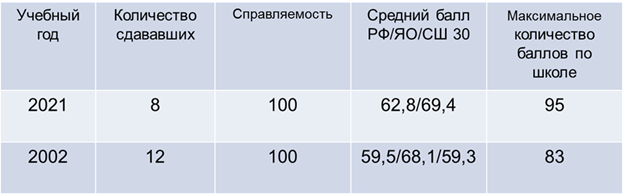 Учебный год
Количество сдававших
Справляемость
Средний балл РФ/ЯО/СШ 30
Максимальное количество баллов по школе
2021 8 100 62,8/69,4 95
2002 12 100 59,5/68,1/59,3 83